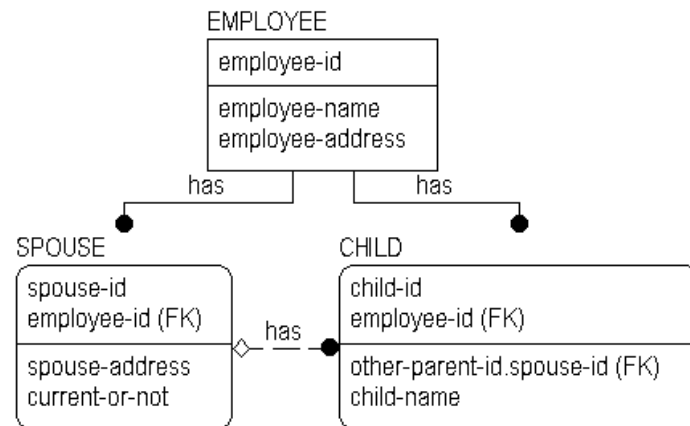 EMPLOYEE
employee-id
employee-name
employee-address
has
has
SPOUSE
spouse-id
employee-id (FK)
spouse-address
current-or-not
has
CHILD
child-id
employee-id (FK)
other-parent-id.spouse-id (FK)
child-name